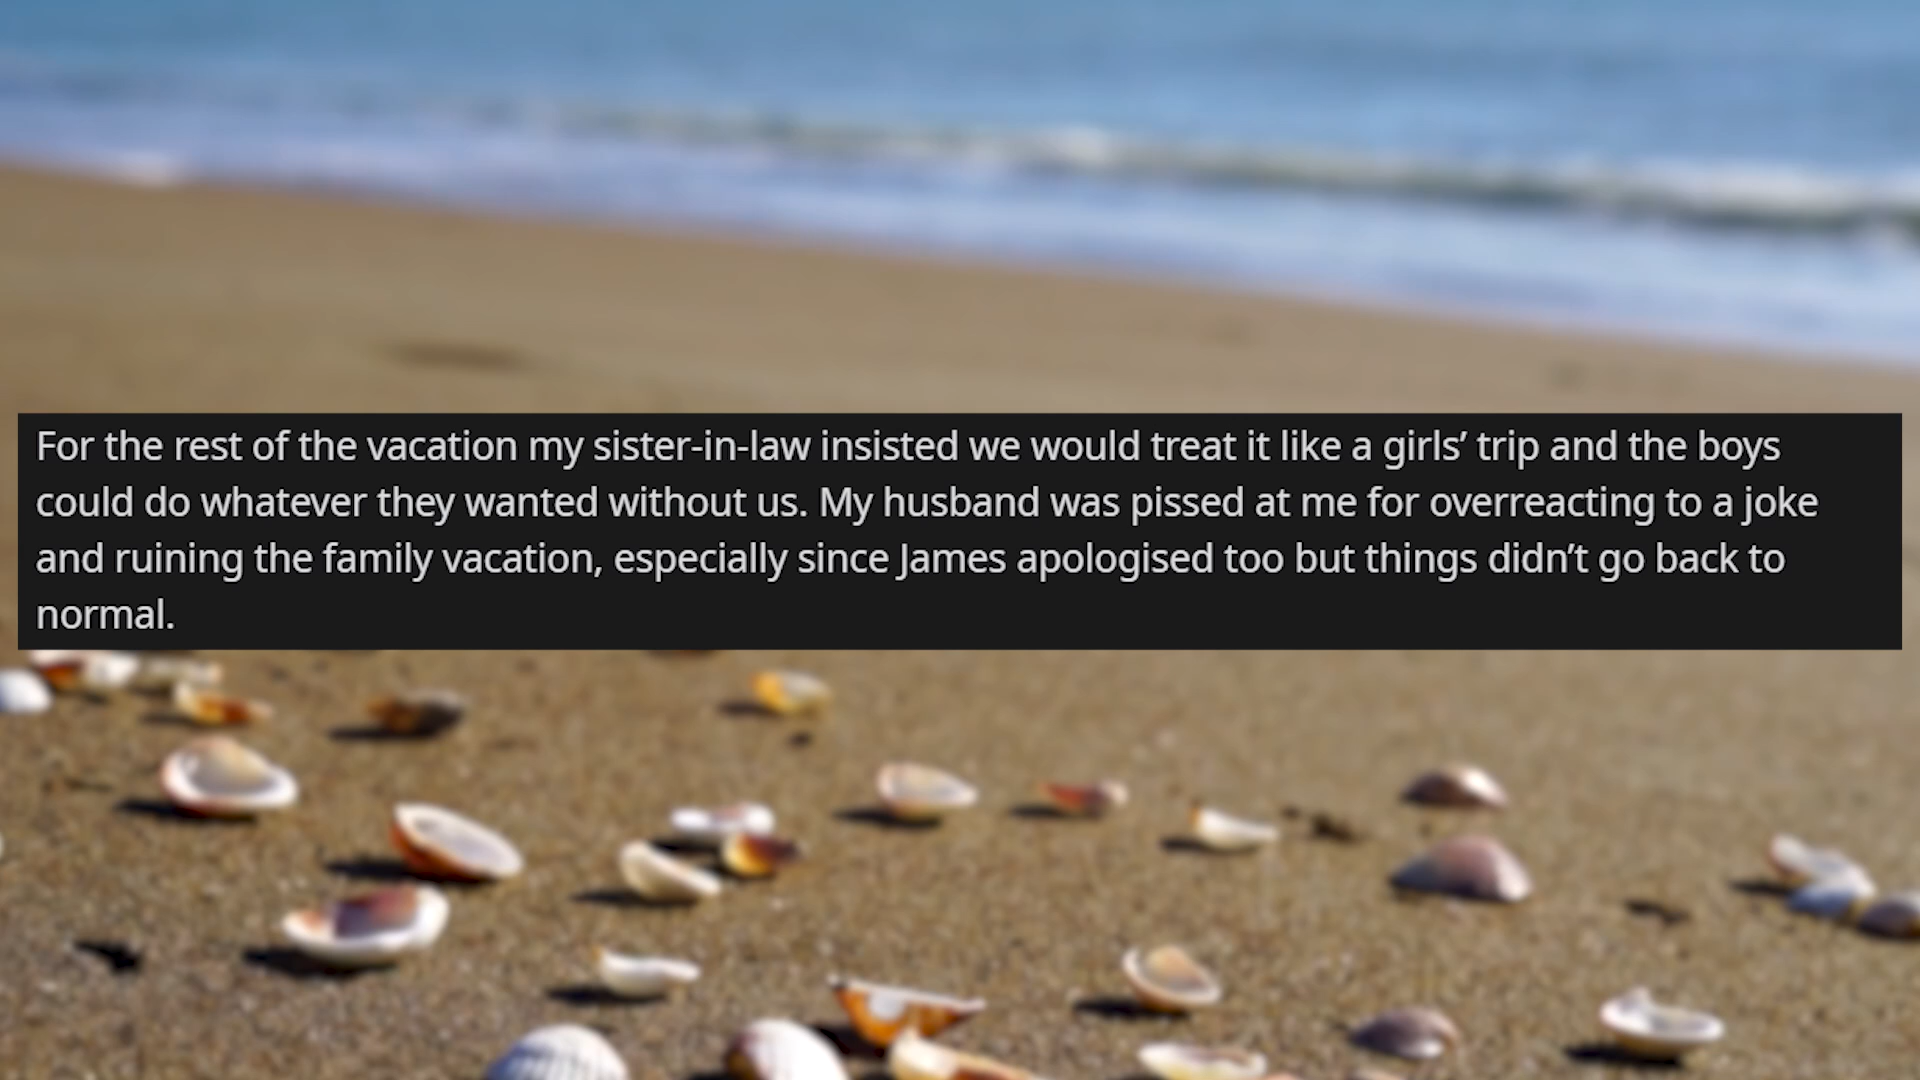 For the rest of the vacation my sister-in-law insisted we would treat it like a girls’ trip and the boys
could do whatever they wanted without us. My husband was pissed at me for overreacting to a joke
and ruining the family vacation, especially since James apologised too but things didn’t go back to
normal.